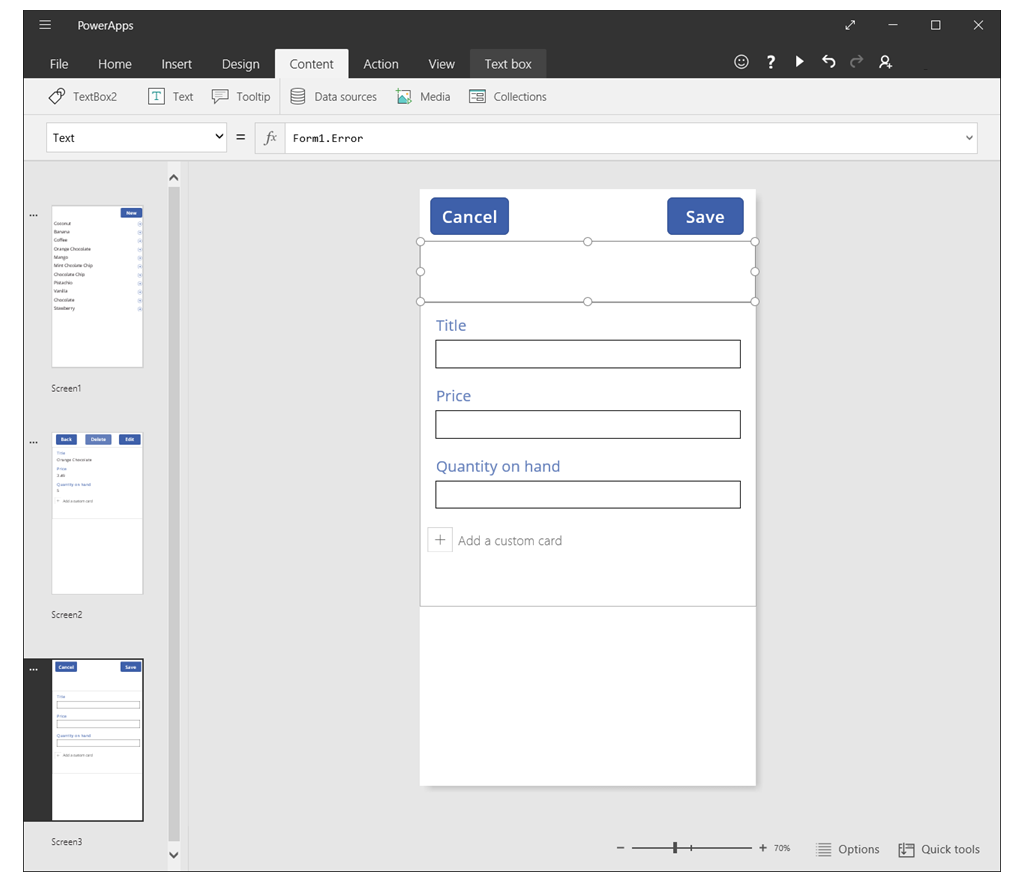 PowerApps
File Home Insert Design Content Action View Text box
TextBox2 Text Tooltip Data sources Media Collections
Text = fx Form1.Error
New
Coconut
Banana
Coffee
Orange Chocolate
Mango
Mint Chocolate Chip
Chocolate Chip
Pistachio
Vanilla
Chocolate
Strawberry
Screen1
Back Delete Edit
Title
Orange Chocolate
Price
Quantity on hand
5
Add a custom card
Screen2
Cancel Save
Title
Price
Quantity on hand
Add a custom card
Screen3
Cancel Save
Title
Price
Quantity on hand
Add a custom card
70% Options Quick tools